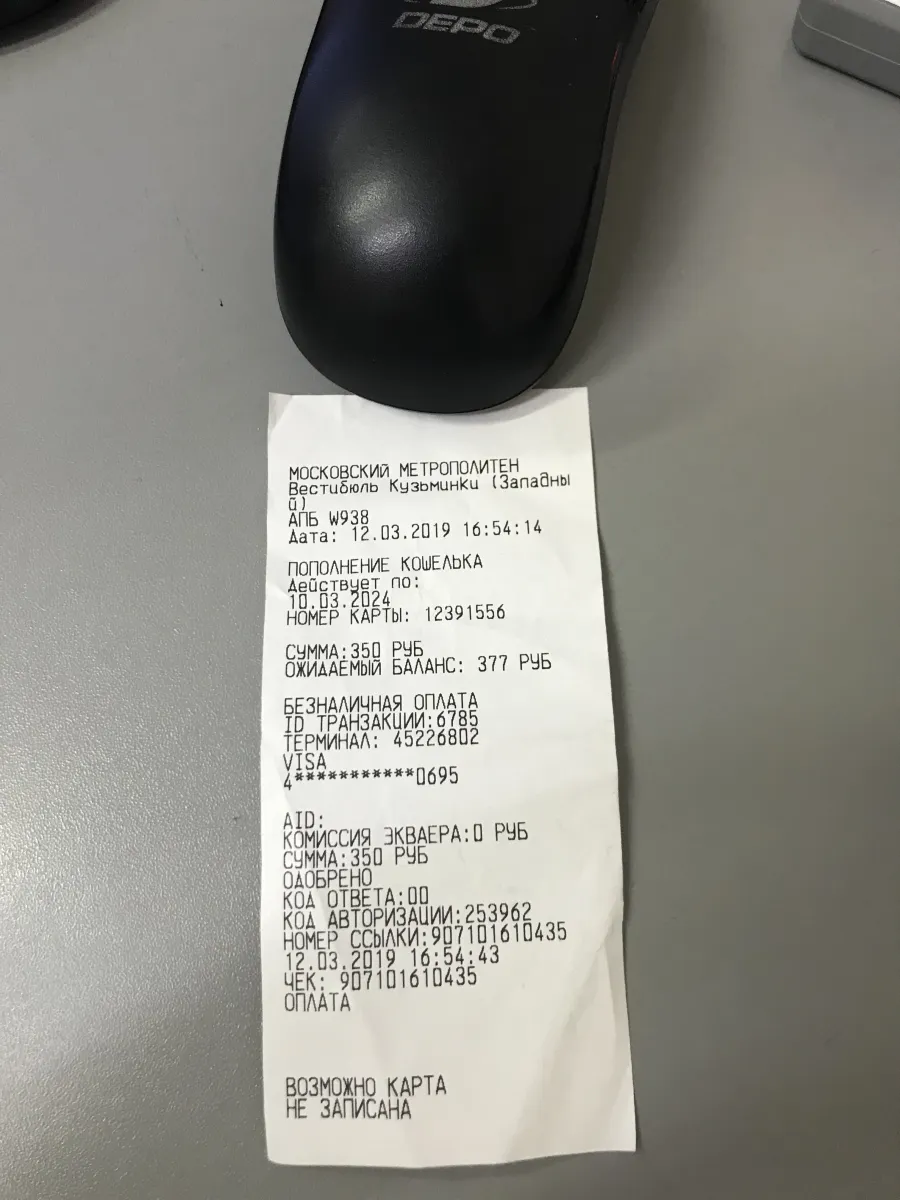 DEPO
МОСКОВСКИЙ МЕТРОПОЛИТЕН
Вестибюль Кузьминки (Западны
й)
АПБ W938
Дата: 12.03.2019 16:54:14
ПОПОЛНЕНИЕ КОШЕЛЬКА
Действует по:
10.03.2024
НОМЕР КАРТЫ: 12391556
СУММА:350 РУБ
ОЖИДАЕМЫЙ БАЛАНС: 377 РУБ
БЕЗНАЛИЧНАЯ ОПЛАТА
ID ТРАНЗАКЦИИ:6785
ТЕРМИНАЛ: 45226802
VISA
4***********0695
AID:
КОМИССИЯ ЭКВАЕРА:0 РУБ
СУММА:350 РУБ
ОДОБРЕНО
КОД ОТВЕТА:00
КОД АВТОРИЗАЦИИ:253962
НОМЕР ССЫЛКИ:907101610435
12.03.2019 16:54:43
ЧЕК: 907101610435
ОПЛАТА
ВОЗМОЖНО КАРТА
НЕ ЗАПИСАНА